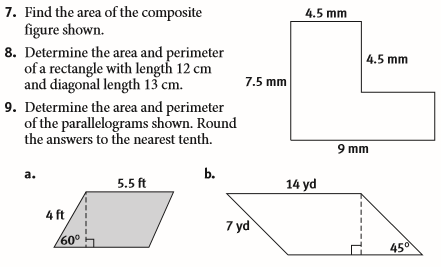 7. Find the area of the composite
figure shown.
8. Determine the area and perimeter
of a rectangle with length 12 cm
and diagonal length 13 cm.
9. Determine the area and perimeter
of the parallelograms shown. Round
the answers to the nearest tenth.
4.5 mm
4.5 mm
7.5 mm
9 mm
a.
5.5 ft
4 ft
60°
b.
14 yd
7 yd
45°